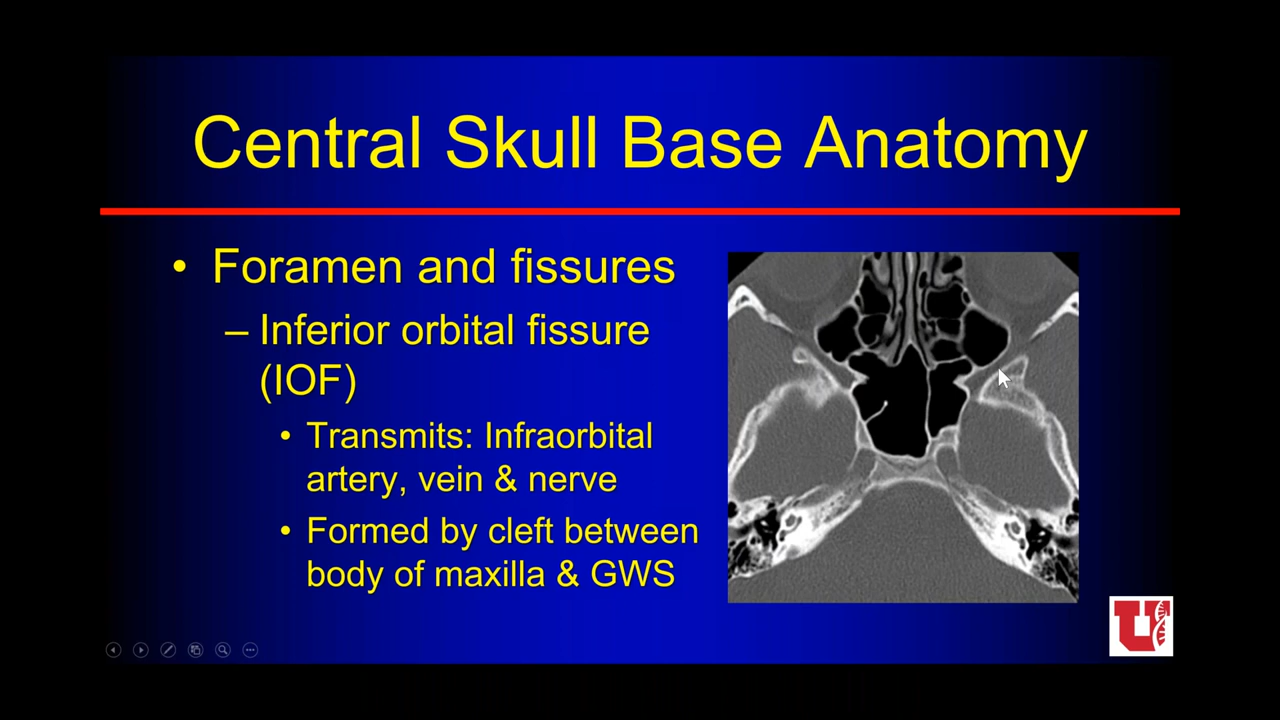 Central Skull Base Anatomy
• Foramen and fissures
– Inferior orbital fissure
(IOF)
• Transmits: Infraorbital
artery, vein & nerve
• Formed by cleft between
body of maxilla & GWS
U